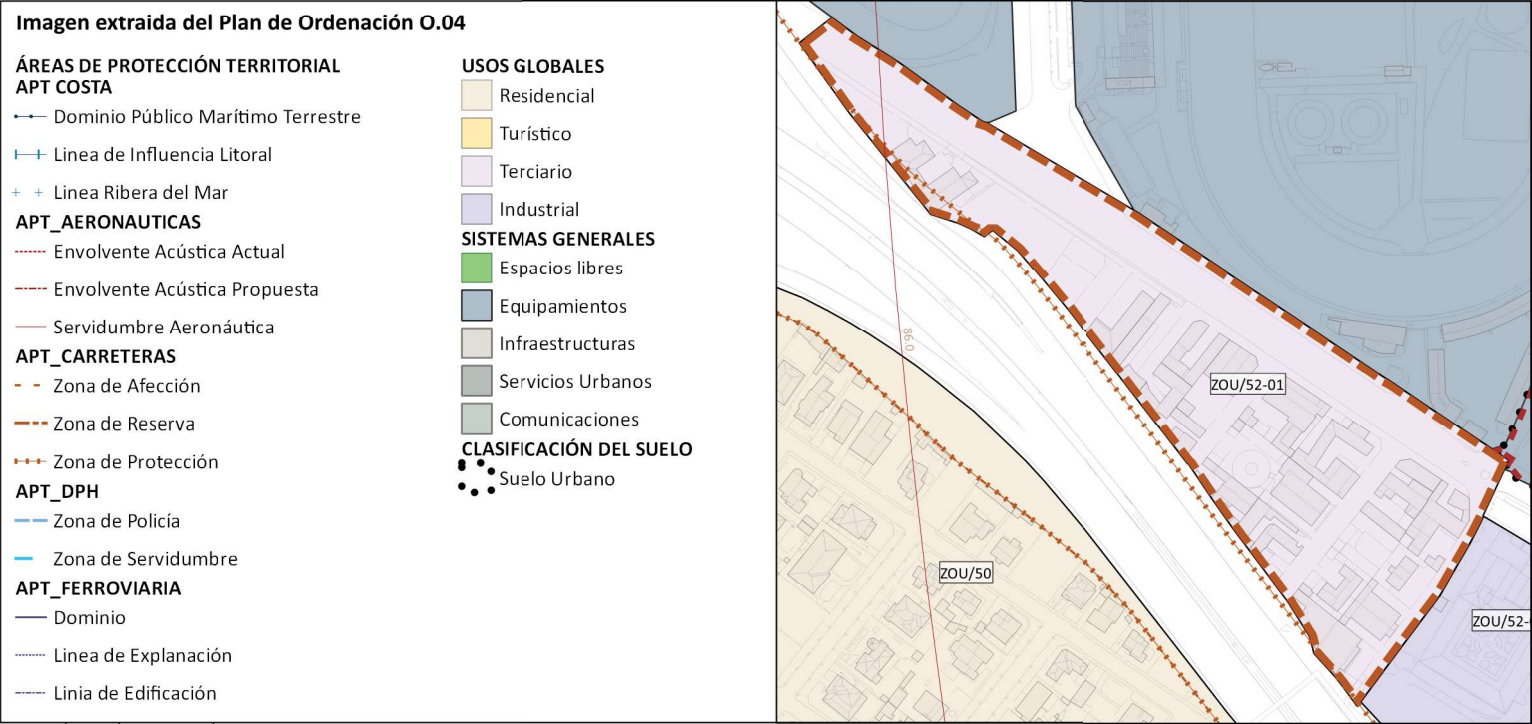 Imagen extraida del Plan de Ordenación O.04
ÁREAS DE PROTECCIÓN TERRITORIAL
APT COSTA
Dominio Público Marítimo Terrestre
Linea de Influencia Litoral
Linea Ribera del Mar
APT_AERONAUTICAS
Envolvente Acústica Actual
Envolvente Acústica Propuesta
Servidumbre Aeronáutica
APT_CARRETERAS
Zona de Afección
Zona de Reserva
Zona de Protección
APT_DPH
Zona de Policía
Zona de Servidumbre
APT_FERROVIARIA
Dominio
Linea de Explanación
Linia de Edificación
USOS GLOBALES
Residencial
Turístico
Terciario
Industrial
SISTEMAS GENERALES
Espacios libres
Equipamientos
Infraestructuras
Servicios Urbanos
Comunicaciones
CLASIFICACIÓN DEL SUELO
Suelo Urbano
86.0
ZOU/52-01
ZOU/50
ZOU/52-